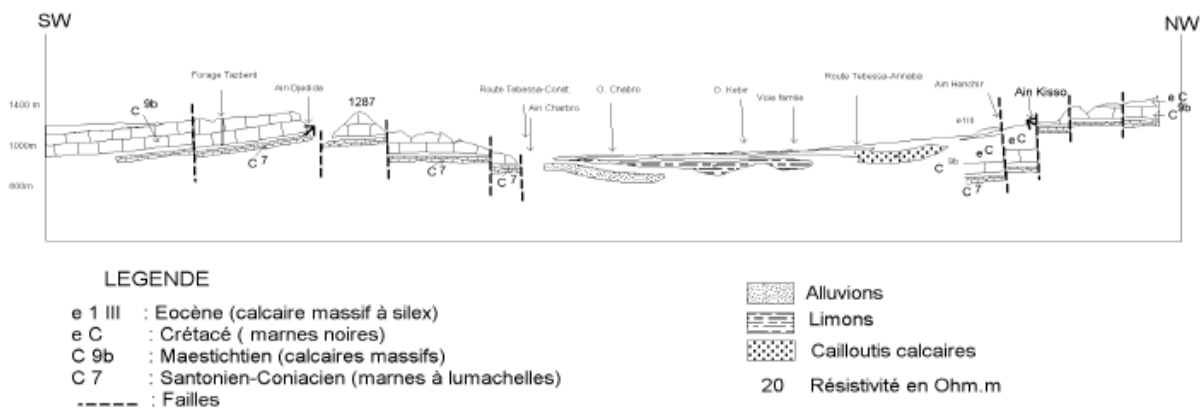 SW
NW
Forage Tazbent
Ain Djedida
1287
Route Tebessa-Const.
Ain Charbro
O. Chabro
O. Kebir
Voie ferrée
Route Tebessa-Annaba
Ain Henchir
Ain Kisso
1400 m
1000m
600m
C 9b
C 7
C 7
C 7
e1III
e C
e C
C 9b
C 7
e C
C 9b
LEGENDE
e 1 III : Eocène (calcaire massif à silex)
e C : Crétacé ( marnes noires)
C 9b : Maestichtien (calcaires massifs)
C 7 : Santonien-Coniacien (marnes à lumachelles)
------ : Failles
Alluvions
Limons
Cailloutis calcaires
20 Résistivité en Ohm.m